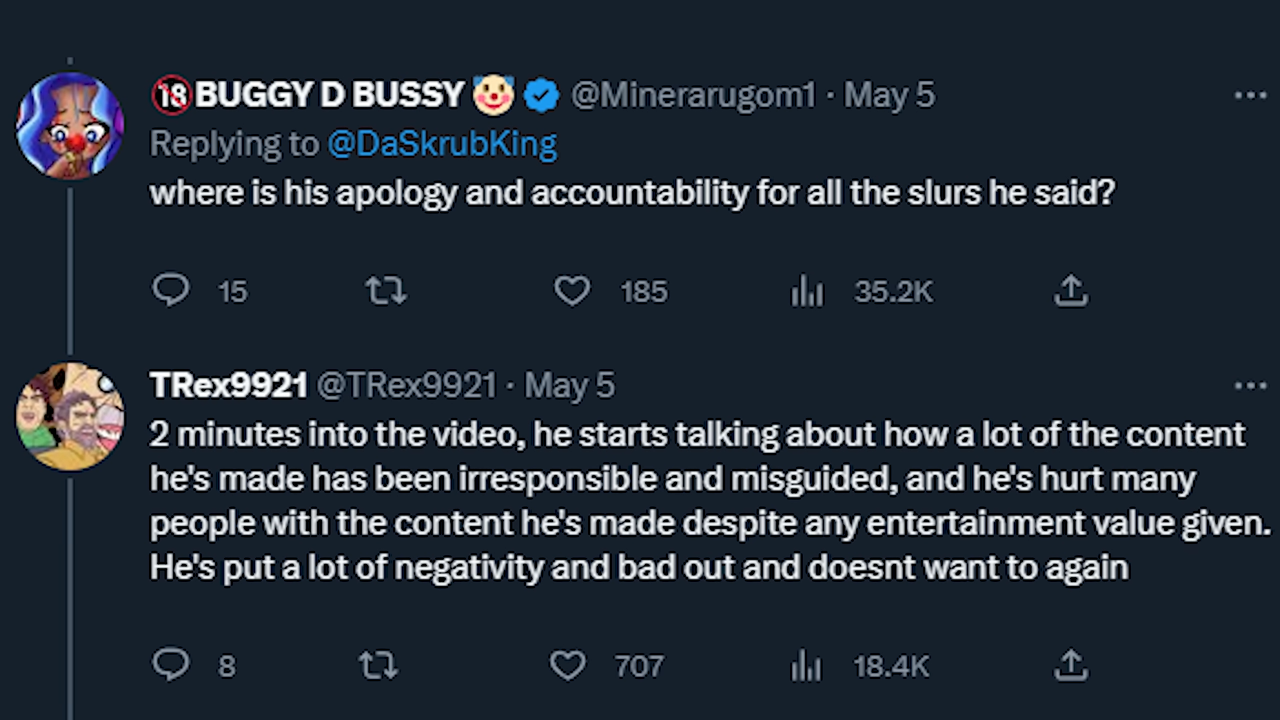 🔞BUGGY D BUSSY 🤡 @Minerarugom1 · May 5
Replying to @DaSkrubKing
where is his apology and accountability for all the slurs he said?
15 185 35.2K
TRex9921 @TRex9921 · May 5
2 minutes into the video, he starts talking about how a lot of the content
he's made has been irresponsible and misguided, and he's hurt many
people with the content he's made despite any entertainment value given.
He's put a lot of negativity and bad out and doesnt want to again
8 707 18.4K